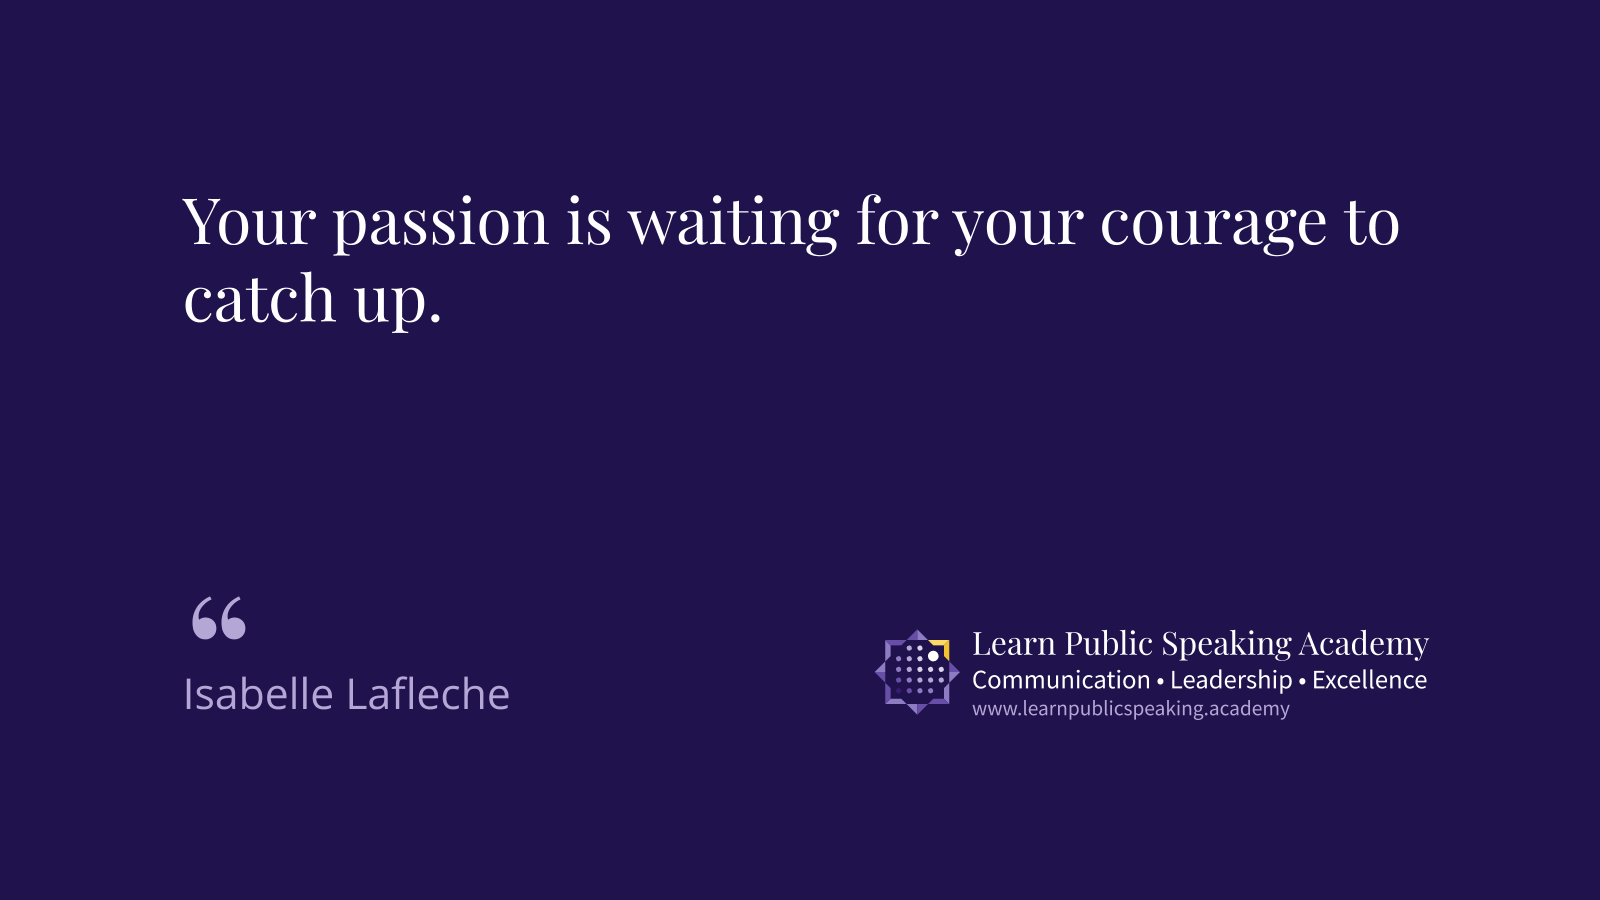 Your passion is waiting for your courage to
catch up.
“
Isabelle Lafleche
Learn Public Speaking Academy
Communication • Leadership • Excellence
www.learnpublicspeaking.academy